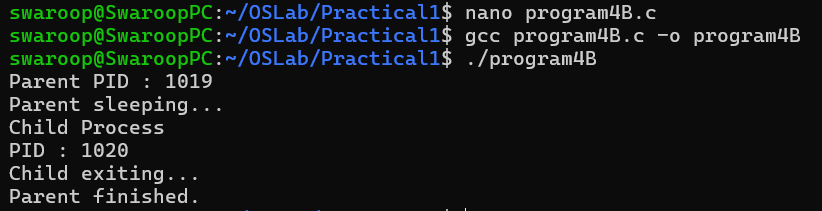 swaroop@SwaroopPC:~/OSLab/Practical1$ nano program4B.c
swaroop@SwaroopPC:~/OSLab/Practical1$ gcc program4B.c -o program4B
swaroop@SwaroopPC:~/OSLab/Practical1$ ./program4B
Parent PID : 1019
Parent sleeping...
Child Process
PID : 1020
Child exiting...
Parent finished.